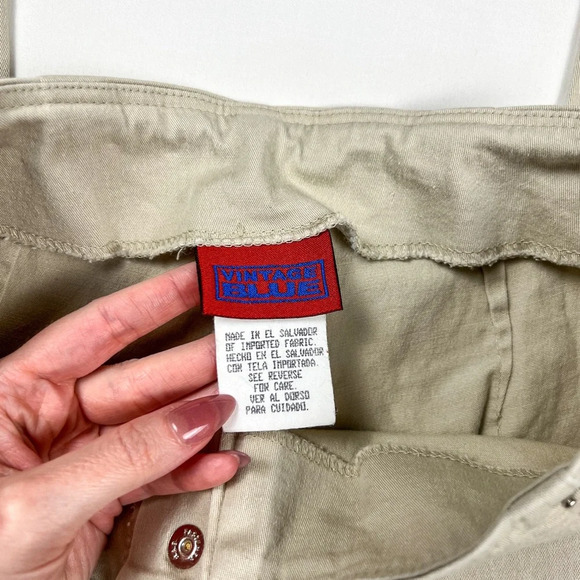 VINTAGE
BLUE
MADE IN EL SALVADOR
OF IMPORTED FABRIC.
HECHO EN EL SALVADOR
CON TELA IMPORTADA.
SEE REVERSE
FOR CARE.
VER AL DORSO
PARA CUIDADO.